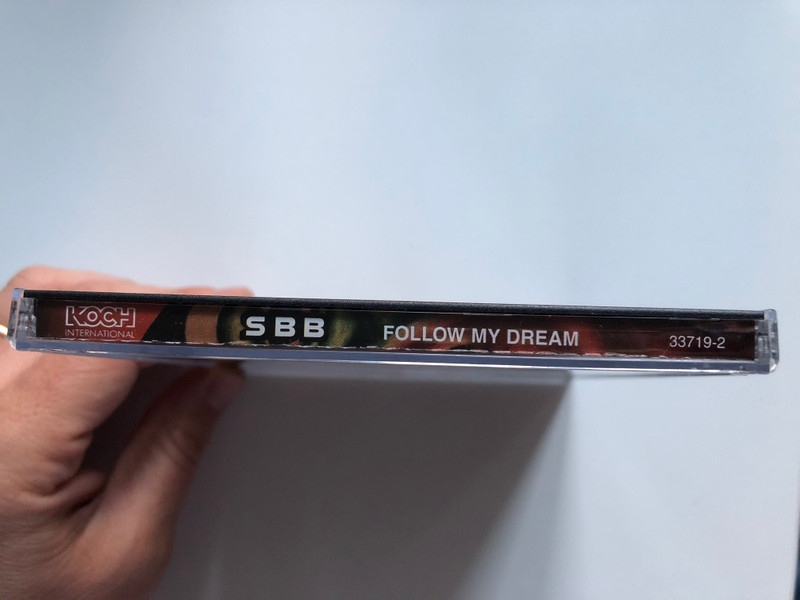 KOCH
INTERNATIONAL
SBB
FOLLOW MY DREAM
33719-2